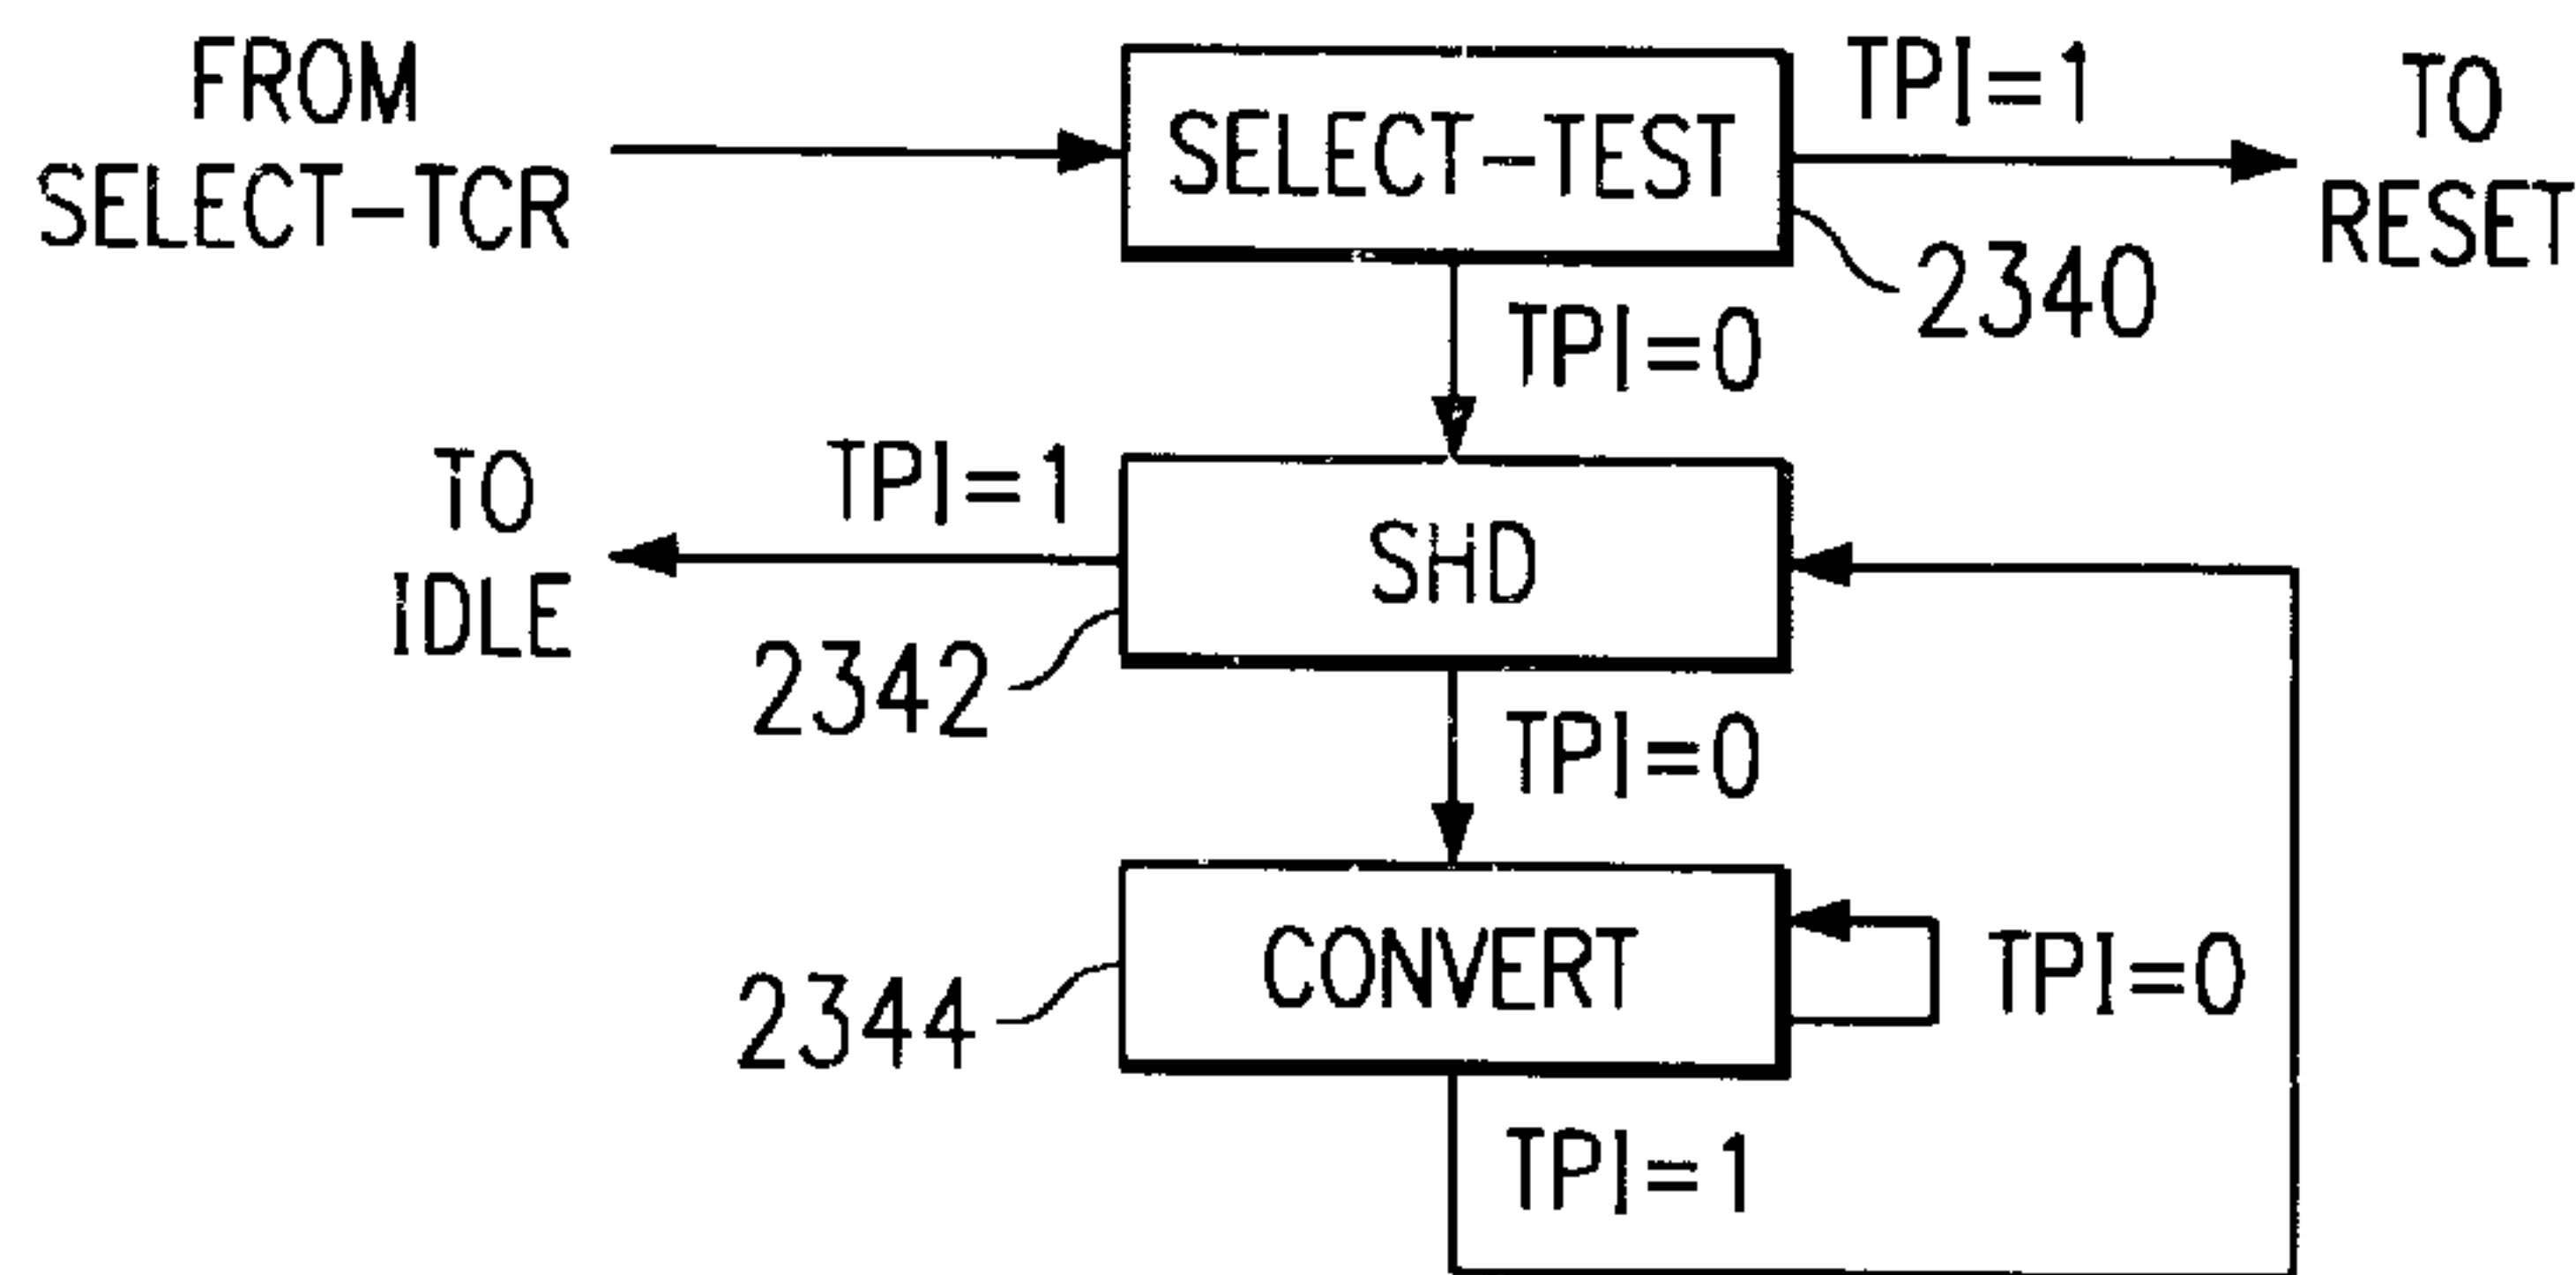 FROM
SELECT-TCR
SELECT-TEST
TPI=1
TO
RESET
2340
TPI=0
TO
IDLE
TPI=1
SHD
2342
TPI=0
CONVERT
TPI=0
2344
TPI=1